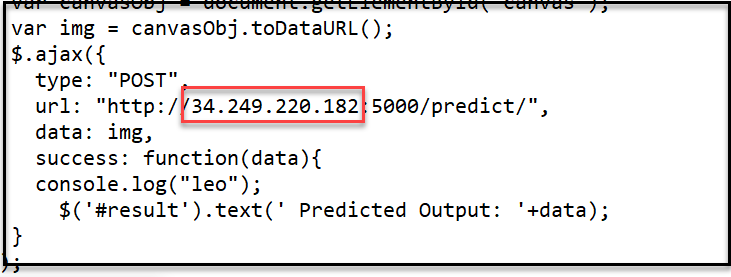 var canvasObj = document.getElementById("canvas");
var img = canvasObj.toDataURL();
$.ajax({
type: "POST",
url: "http://34.249.220.182:5000/predict/",
data: img,
success: function(data){
console.log("leo");
$('#result').text(' Predicted Output: '+data);
}
);